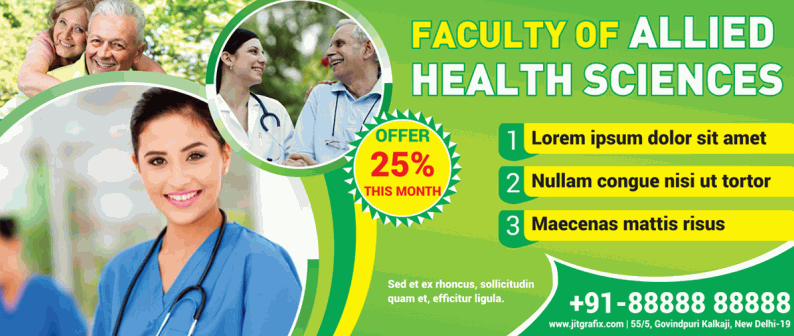 FACULTY OF ALLIED
HEALTH SCIENCES
OFFER
25%
THIS MONTH
1 Lorem ipsum dolor sit amet
2 Nullam congue nisi ut tortor
3 Maecenas mattis risus
Sed et ex rhoncus, sollicitudin
quam et, efficitur ligula.
+91-88888 88888
www.jitgrafix.com | 55/5, Govindpuri Kalkaji, New Delhi-19